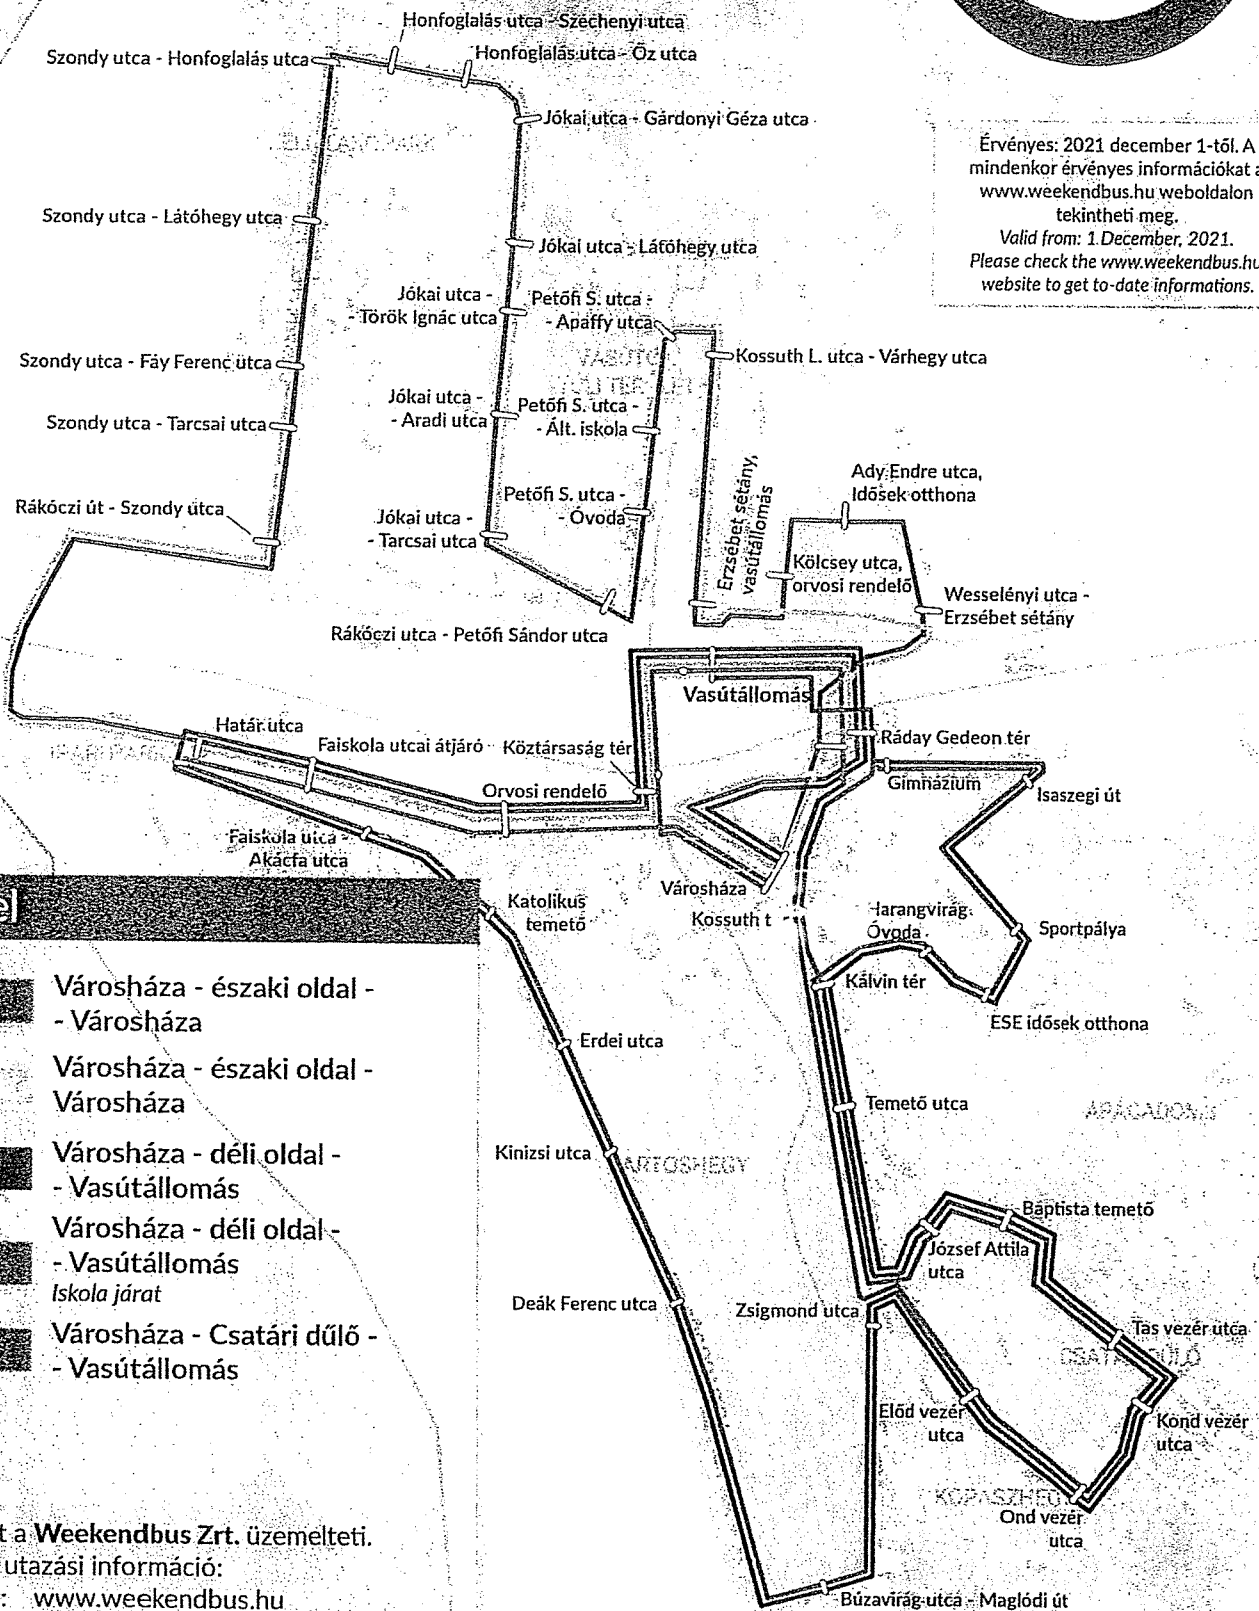 Honfoglalás utca - Széchenyi utca
Szondy utca - Honfoglalás utca
Honfoglalás utca - Őz utca
Jókai utca - Gárdonyi Géza utca
Érvényes: 2021 december 1-től. A
mindenkor érvényes információkat a
www.weekendbus.hu weboldalon
tekintheti meg.
Valid from: 1 December, 2021.
Please check the www.weekendbus.hu
website to get to-date informations.
Szondy utca - Látóhegy utca
Jókai utca - Látóhegy utca
Jókai utca -
- Török Ignác utca
Petőfi S. utca -
- Apaffy utca
Kossuth L. utca - Várhegy utca
Szondy utca - Fáy Ferenc utca
Jókai utca -
- Aradi utca
Petőfi S. utca -
- Ált. iskola
Szondy utca - Tarcsai utca
Erzsébet sétány,
vasútállomás
Ady Endre utca,
Idősek otthona
Rákóczi út - Szondy utca
Petőfi S. utca -
- Óvoda
Jókai utca -
- Tarcsai utca
Kölcsey utca,
orvosi rendelő
Wesselényi utca -
- Erzsébet sétány
Rákóczi utca - Petőfi Sándor utca
Vasútállomás
Határ utca
Faiskola utcai átjáró
Köztársaság tér
Ráday Gedeon tér
Orvosi rendelő
Gimnázium
Isaszegi út
Faiskola utca -
Akácfa utca
Városháza
Kossuth t
Katolikus
temető
Harangvirág
Óvoda
Sportpálya
Kálvin tér
ESE idősek otthona
Erdei utca
Temető utca
Kinizsi utca
Baptista temető
József Attila
utca
Deák Ferenc utca
Zsigmond utca
Tas vezér utca
Előd vezér
utca
Kond vezér
utca
KOPASZHEGY
Ond vezér
utca
Búzavirág utca - Maglódi út
el
Városháza - északi oldal -
- Városháza
Városháza - északi oldal -
Városháza
Városháza - déli oldal -
- Vasútállomás
Városháza - déli oldal -
- Vasútállomás
Iskola járat
Városháza - Csatári dűlő -
- Vasútállomás
t a Weekendbus Zrt. üzemelteti.
utazási információ:
: www.weekendbus.hu